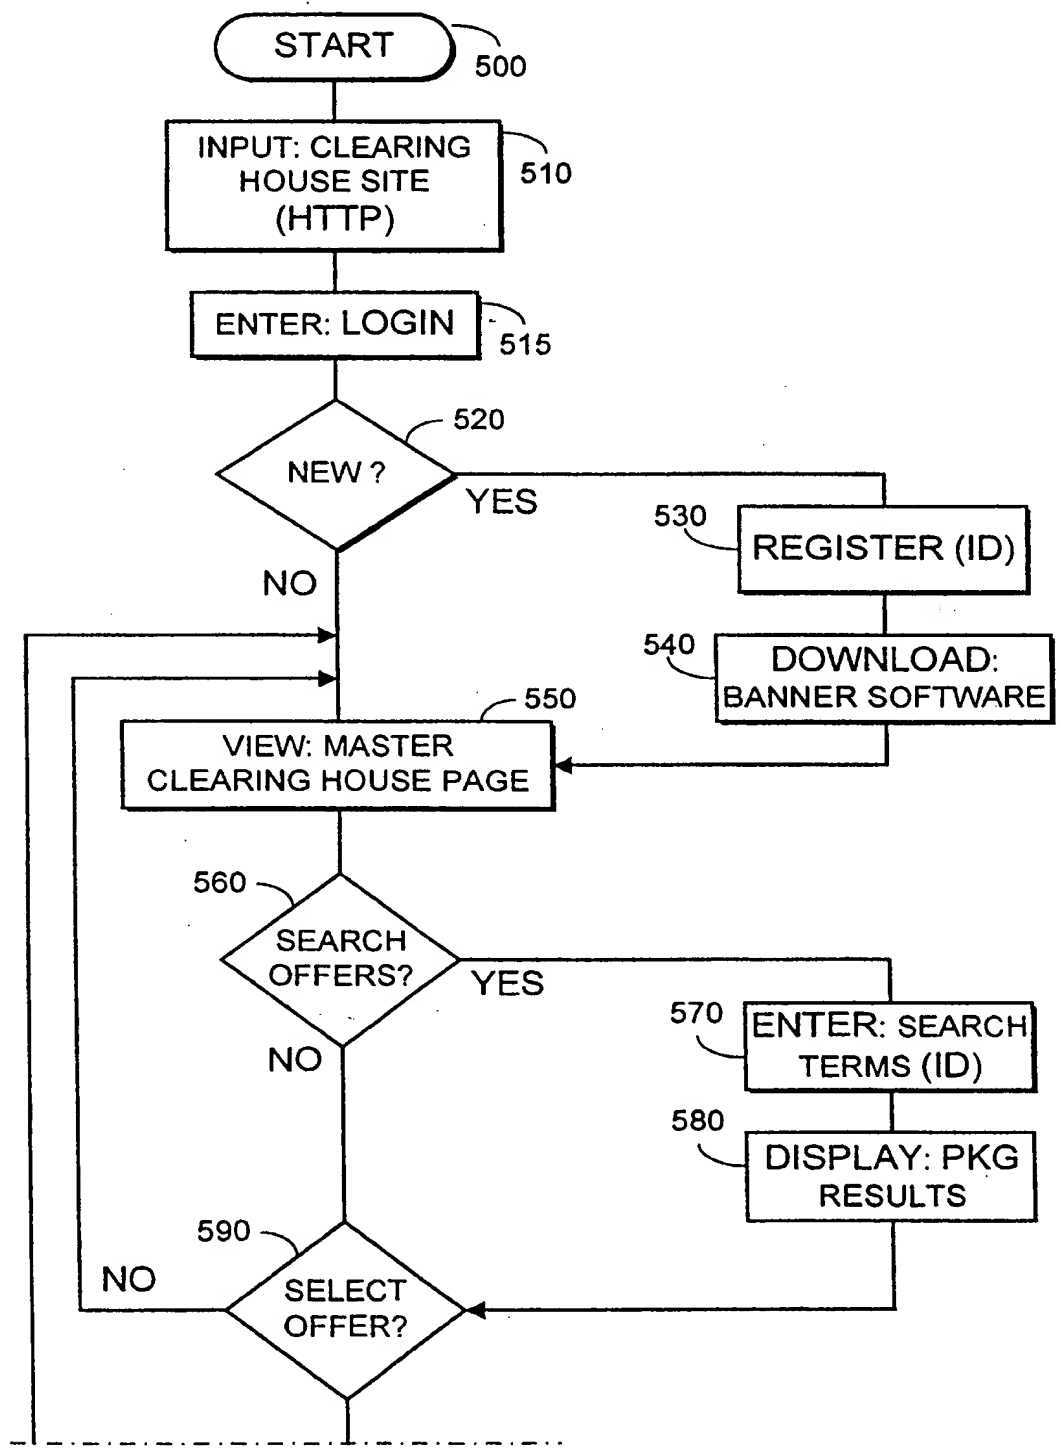 START
500
INPUT: CLEARING
HOUSE SITE
(HTTP)
510
ENTER: LOGIN
515
520
NEW ?
YES
530
REGISTER (ID)
NO
540
DOWNLOAD:
BANNER SOFTWARE
550
VIEW: MASTER
CLEARING HOUSE PAGE
560
SEARCH
OFFERS?
YES
570
ENTER: SEARCH
TERMS (ID)
NO
580
DISPLAY: PKG
RESULTS
590
NO
SELECT
OFFER?